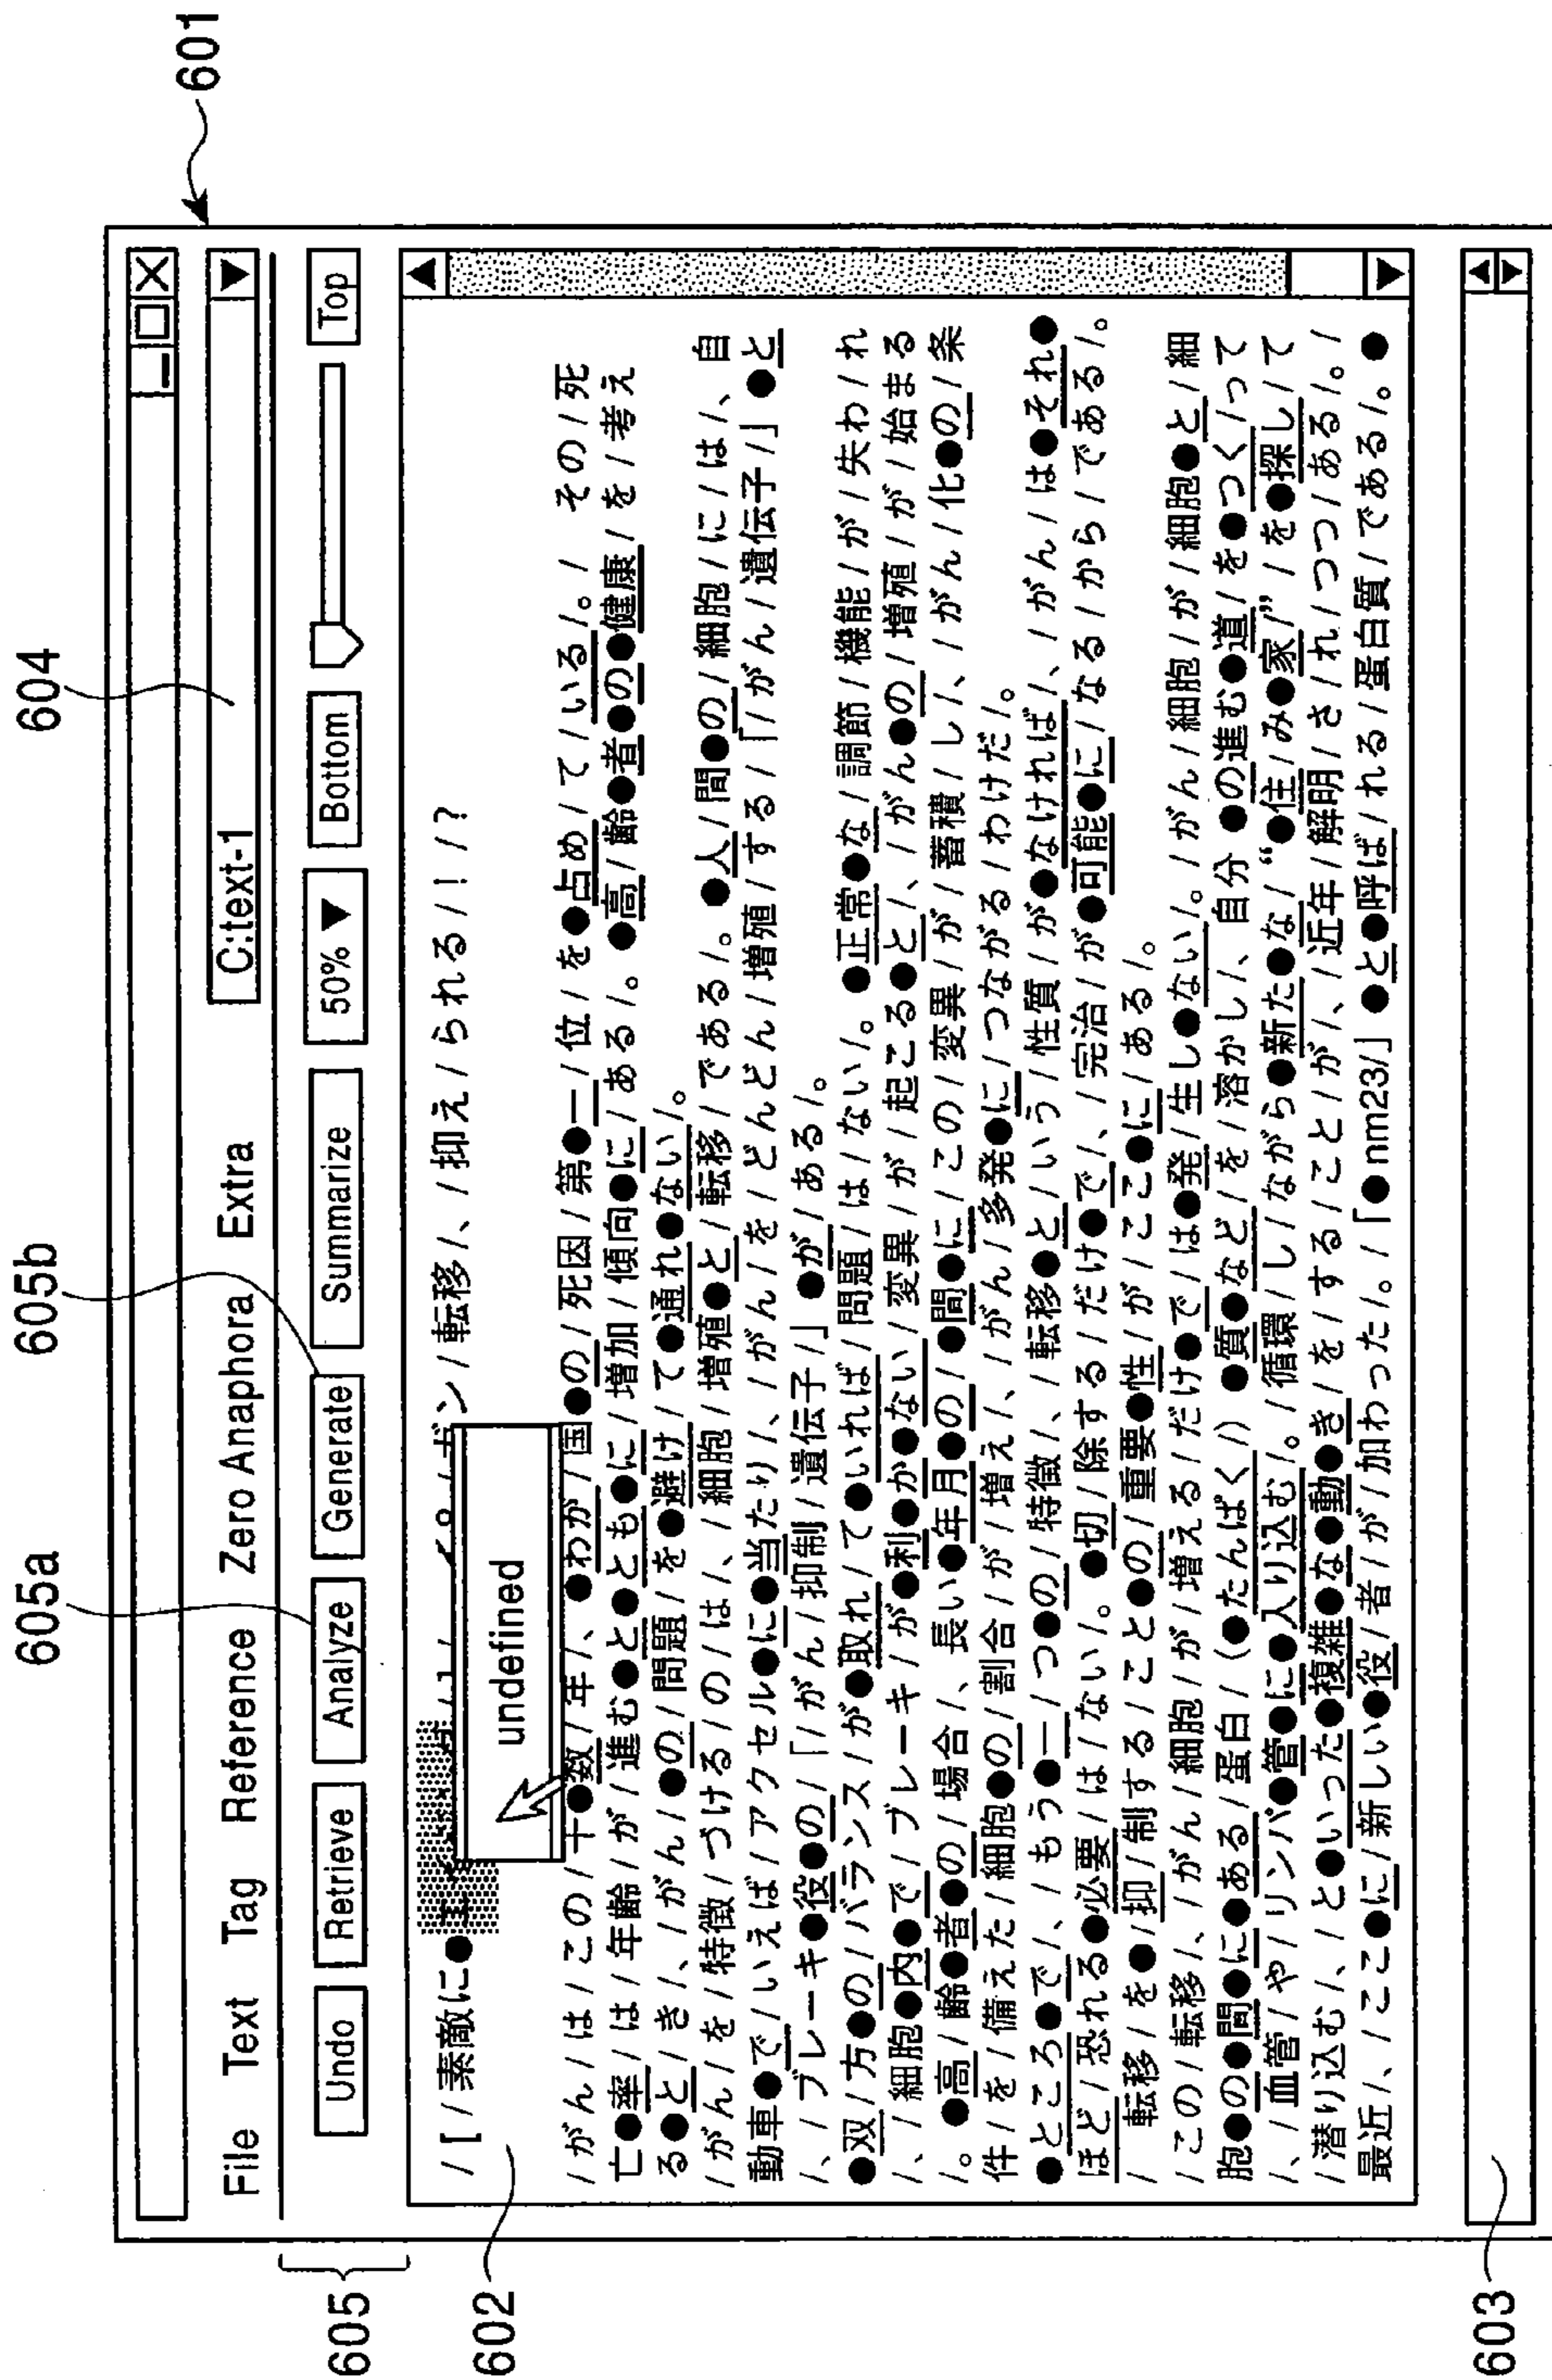 601
604
605b
605a
605
602
603
_ □ X
File Text Tag Reference Zero Anaphora Extra C:text-1 ▼
Undo Retrieve Analyze Generate Summarize 50% ▼ Bottom Top
/ [ / 素敵に●
ガン / 転移 /、/ 抑え / られる / ! / ?
undefined
/ がん / は / この / 十●数 / 年 /、●わが / 国●の / 死因 / 第●一 / 位 / を●占め / て / いる /。/ その / 死
亡●率 / は / 年齢 / が / 進む●と●とも●に / 増加 / 傾向●に / ある /。●高 / 齢●者●の●健康 / を / 考え
る●と / き /、/ がん / ●の / 問題 / を●避け / て●通れ●ない /。
/ がん / を / 特徴 / づける / の / は /、/ 細胞 / 増殖●と / 転移 / である /。●人 / 間●の / 細胞 / に / は /、自
動車●で / いえば / アクセル●に●当たり /、/ がん / を / どんどん / 増殖 / する / 「 / がん / 遺伝子 / 」●と
/、/ ブレーキ●役●の / 「 / がん / 抑制 / 遺伝子 / 」●が / ある /。
●双 / 方●の / バランス / が●取れ / て●いれば / 問題 / は / ない /。●正常●な / 調節 / 機能 / が / 失わ / れ
/、/ 細胞●内●で / ブレーキ / が●利●か●ない / 変異 / が / 起こる●と /、/ がん●の / 増殖 / が / 始まる
/。●高 / 齢●者●の / 場合 /、長い●年月●の / ●間●に / この / 変異 / が / 蓄積 / し /、/ がん / 化●の / 条
件 / を / 備えた / 細胞●の / 割合 / が / 増え /、/ がん / 多発●に / つながる / わけだ /。
●ところ●で /、/ もう●一 / つ●の / 特徴 /、/ 転移●と / いう / 性質 / が●なければ /、/ がん / は●それ●
ほど / 恐れる●必要 / は / ない /。●切 / 除する / だけ●で /、/ 完治 / が●可能●に / なる / から / である /。
/ 転移 / を● / 抑 / 制する / こと●の / 重要●性 / が / ここ●に / ある /。
/ この / 転移 /、/ がん / 細胞 / が / 増える / だけ●で / は●発 / 生し●ない /。/ がん / 細胞 / が / 細胞●と / 細
胞●の●間●に●ある / 蛋白 / (●たんぱく / ) ●質●など / を / 溶かし /、自分 ●の進む●道 / を●つく / って
/、/ 血管 / や / リンパ●管●に●入り込む /。/ 循環 / し / ながら●新た●な / “●住 / み●家 / ” / を●探し / て
/ 潜り込む /、/ と●いった●複雑●な●動●き / を / する / こと / が /、/ 近年 / 解明 / さ / れ / つつ / ある /。/
最近 /、/ ここ●に / 新しい●役 / 者 / が / 加わった /。/ 「●nm23/」●と●呼ば / れる / 蛋白質 / である /。●